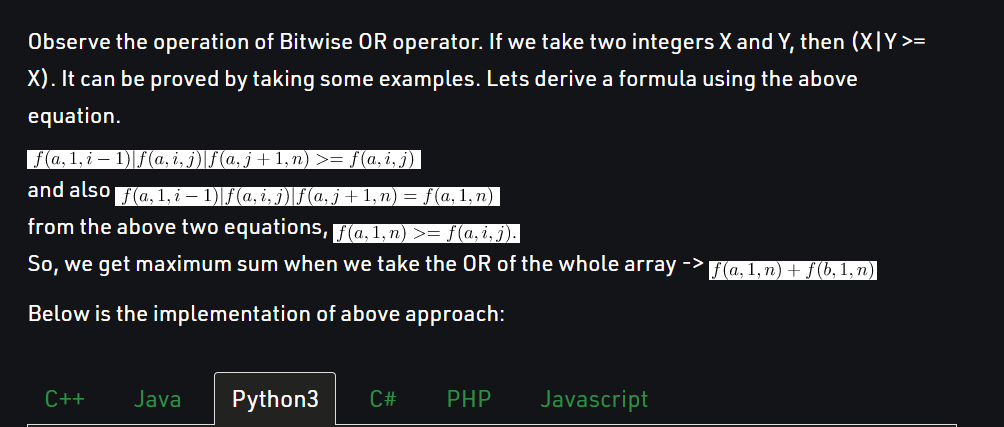 Observe the operation of Bitwise OR operator. If we take two integers X and Y, then (X|Y >=
X). It can be proved by taking some examples. Lets derive a formula using the above
equation.
f(a, 1, i − 1)|f(a, i, j)|f(a, j + 1, n) >= f(a, i, j)
and also f(a, 1, i − 1)|f(a, i, j)|f(a, j + 1, n) = f(a, 1, n)
from the above two equations, f(a, 1, n) >= f(a, i, j).
So, we get maximum sum when we take the OR of the whole array -> f(a, 1, n) + f(b, 1, n)
Below is the implementation of above approach:
C++ Java Python3 C# PHP Javascript